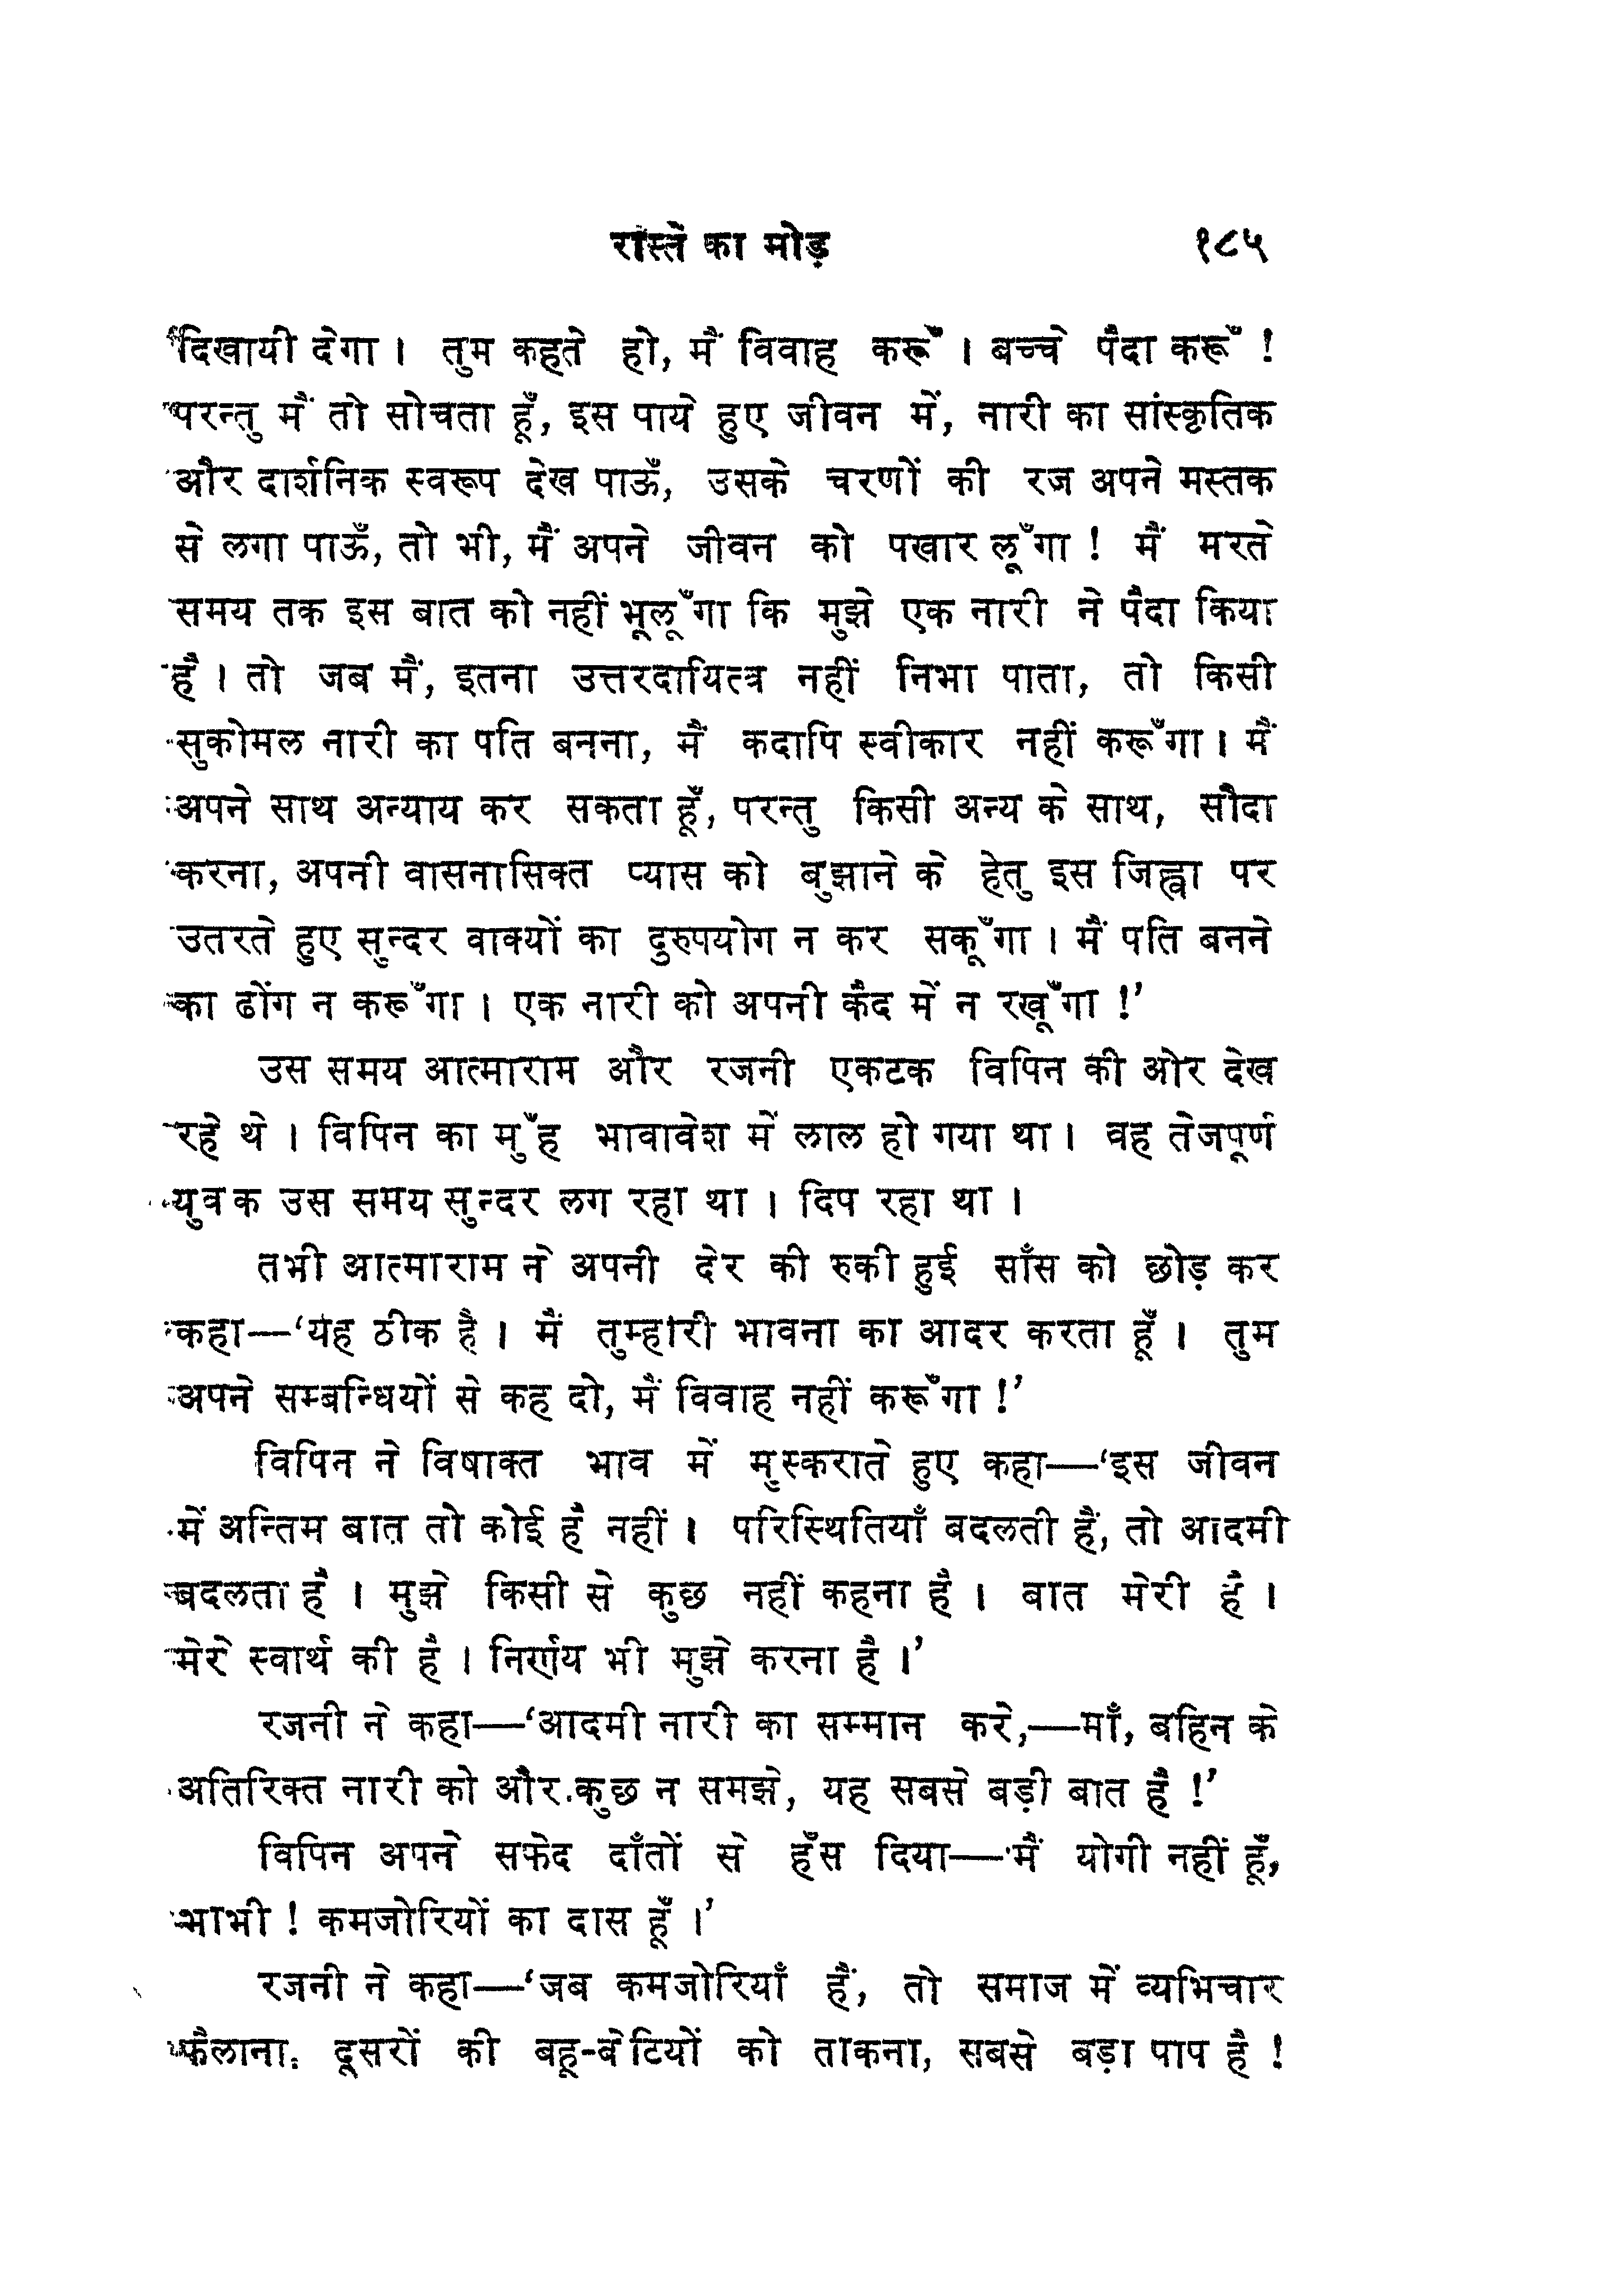 रास्ते का मोड़ १८५
दिखायी देगा। तुम कहते हो, मैं विवाह करूँ। बच्चे पैदा करूँ!
परन्तु मैं तो सोचता हूँ, इस पाये हुए जीवन में, नारी का सांस्कृतिक
और दार्शनिक स्वरूप देख पाऊँ, उसके चरणों की रज अपने मस्तक
से लगा पाऊँ, तो भी, मैं अपने जीवन को पखार लूँगा! मैं मरते
समय तक इस बात को नहीं भूलूँगा कि मुझे एक नारी ने पैदा किया
है। तो जब मैं, इतना उत्तरदायित्व नहीं निभा पाता, तो किसी
सुकोमल नारी का पति बनना, मैं कदापि स्वीकार नहीं करूँगा। मैं
अपने साथ अन्याय कर सकता हूँ, परन्तु किसी अन्य के साथ, सौदा
करना, अपनी वासनासिक्त प्यास को बुझाने के हेतु इस जिह्वा पर
उतरते हुए सुन्दर वाक्यों का दुरुपयोग न कर सकूँगा। मैं पति बनने
का ढोंग न करूँगा। एक नारी को अपनी कैद में न रखूँगा!’
उस समय आत्माराम और रजनी एकटक विपिन की ओर देख
रहे थे। विपिन का मुँह भावावेश में लाल हो गया था। वह तेजपूर्ण
युवक उस समय सुन्दर लग रहा था। दिप रहा था।
तभी आत्माराम ने अपनी देर की रुकी हुई साँस को छोड़ कर
कहा—‘यह ठीक है। मैं तुम्हारी भावना का आदर करता हूँ। तुम
अपने सम्बन्धियों से कह दो, मैं विवाह नहीं करूँगा!’
विपिन ने विषाक्त भाव में मुस्कराते हुए कहा—‘इस जीवन
में अन्तिम बात तो कोई है नहीं। परिस्थितियाँ बदलती हैं, तो आदमी
बदलता है। मुझे किसी से कुछ नहीं कहना है। बात मेरी है।
मेरे स्वार्थ की है। निर्णय भी मुझे करना है।’
रजनी ने कहा—‘आदमी नारी का सम्मान करे,—माँ, बहिन के
अतिरिक्त नारी को और कुछ न समझे, यह सबसे बड़ी बात है!’
विपिन अपने सफेद दाँतों से हँस दिया—‘मैं योगी नहीं हूँ,
भाभी! कमजोरियों का दास हूँ।’
रजनी ने कहा—‘जब कमजोरियाँ हैं, तो समाज में व्यभिचार
फैलाना, दूसरों की बहू-बेटियों को ताकना, सबसे बड़ा पाप है!